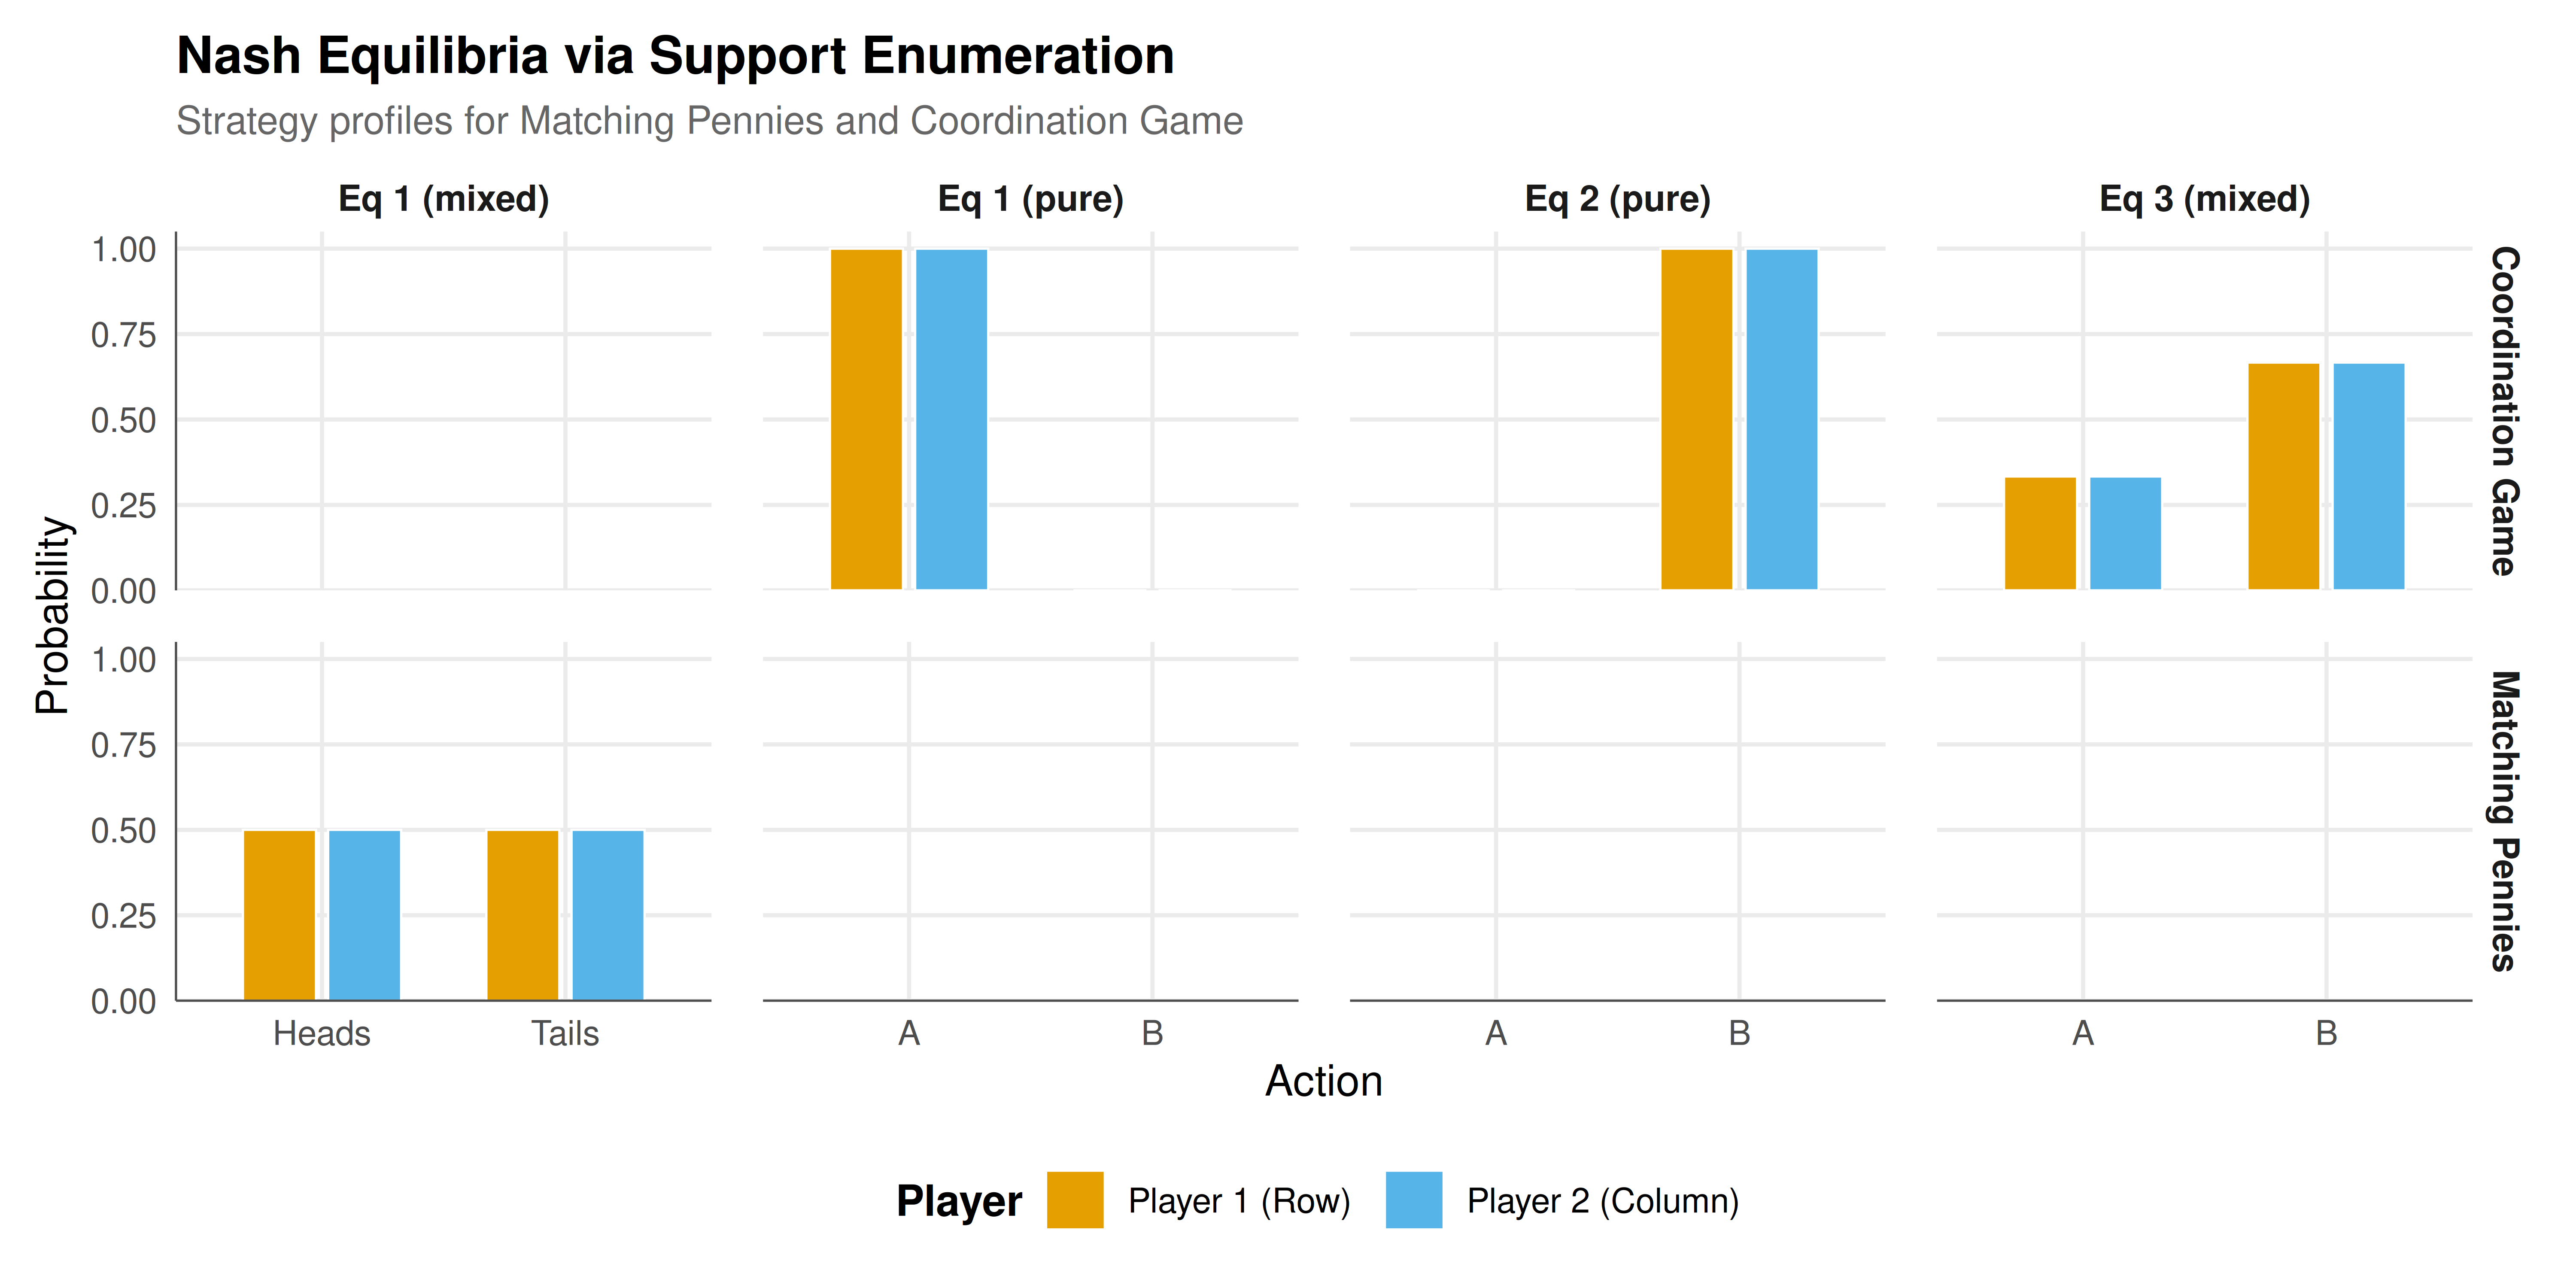 Nash Equilibria via Support Enumeration
Strategy profiles for Matching Pennies and Coordination Game
Eq 1 (mixed)
Eq 1 (pure)
Eq 2 (pure)
Eq 3 (mixed)
Probability
1.00
0.75
0.50
0.25
0.00
Coordination Game
1.00
0.75
0.50
0.25
0.00
Matching Pennies
Heads Tails
A B
A B
A B
Action
Player
Player 1 (Row)
Player 2 (Column)